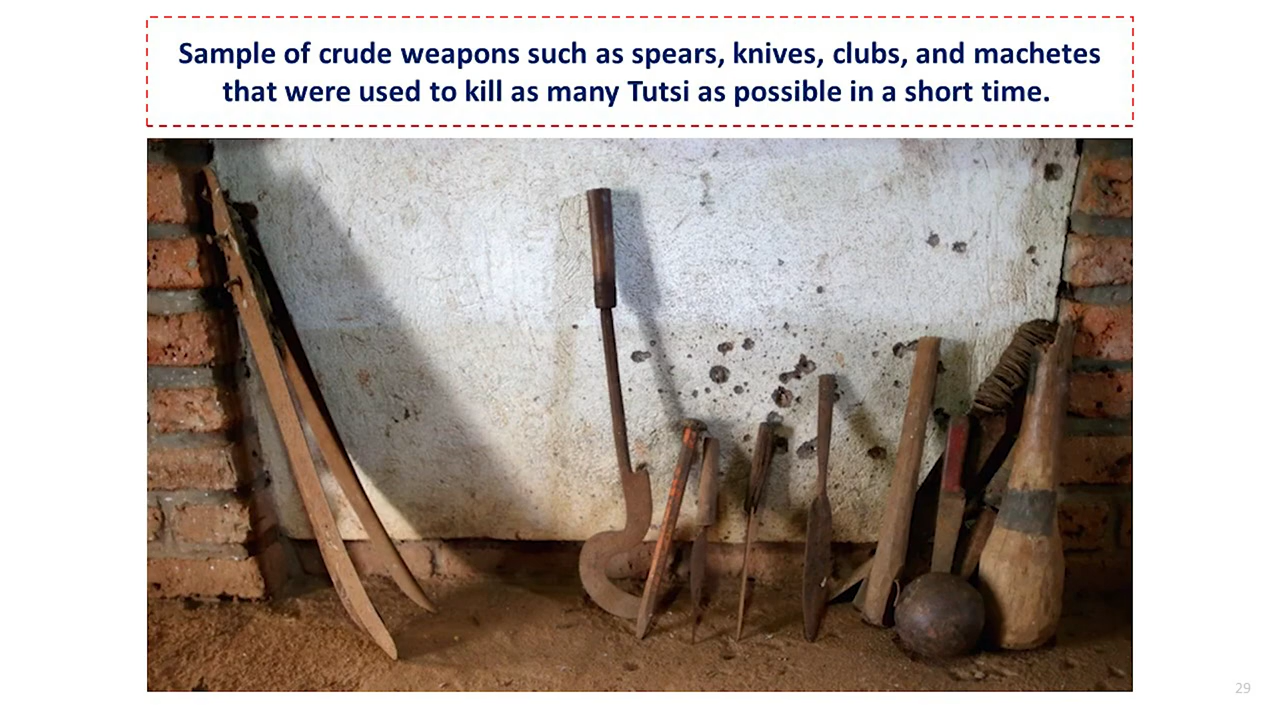 Sample of crude weapons such as spears, knives, clubs, and machetes
that were used to kill as many Tutsi as possible in a short time.
29